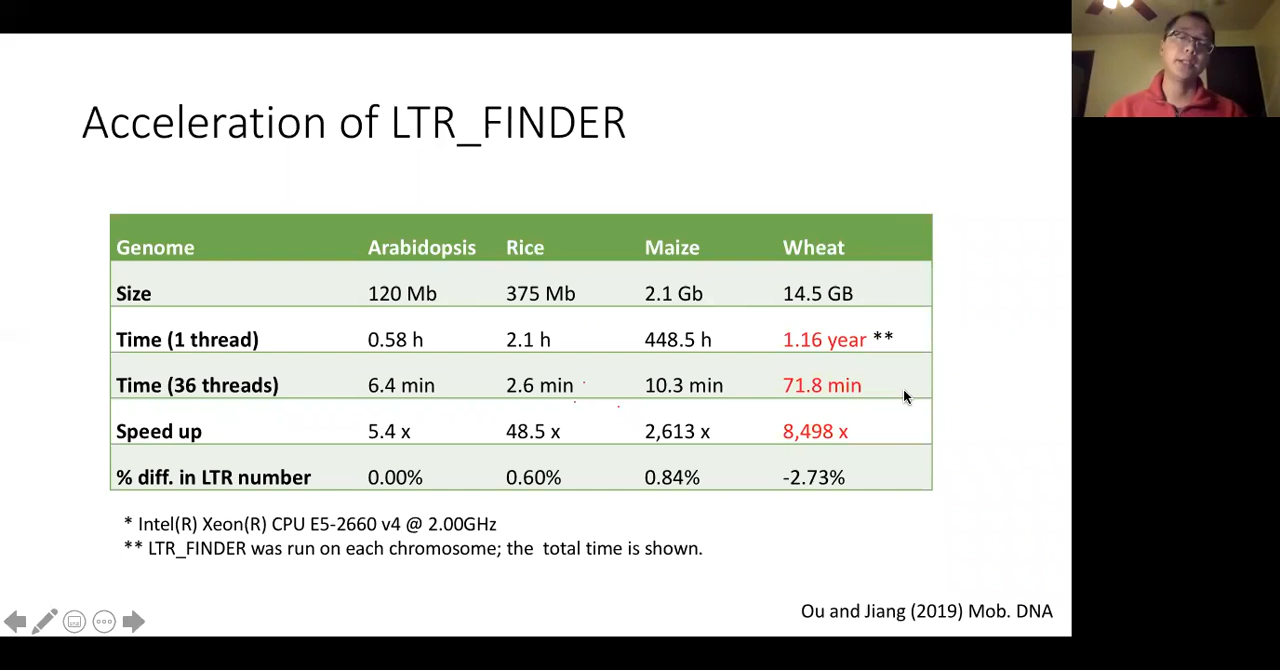 Acceleration of LTR_FINDER
Genome Arabidopsis Rice Maize Wheat
Size 120 Mb 375 Mb 2.1 Gb 14.5 GB
Time (1 thread) 0.58 h 2.1 h 448.5 h 1.16 year **
Time (36 threads) 6.4 min 2.6 min 10.3 min 71.8 min
Speed up 5.4 x 48.5 x 2,613 x 8,498 x
% diff. in LTR number 0.00% 0.60% 0.84% -2.73%
* Intel(R) Xeon(R) CPU E5-2660 v4 @ 2.00GHz
** LTR_FINDER was run on each chromosome; the total time is shown.
Ou and Jiang (2019) Mob. DNA